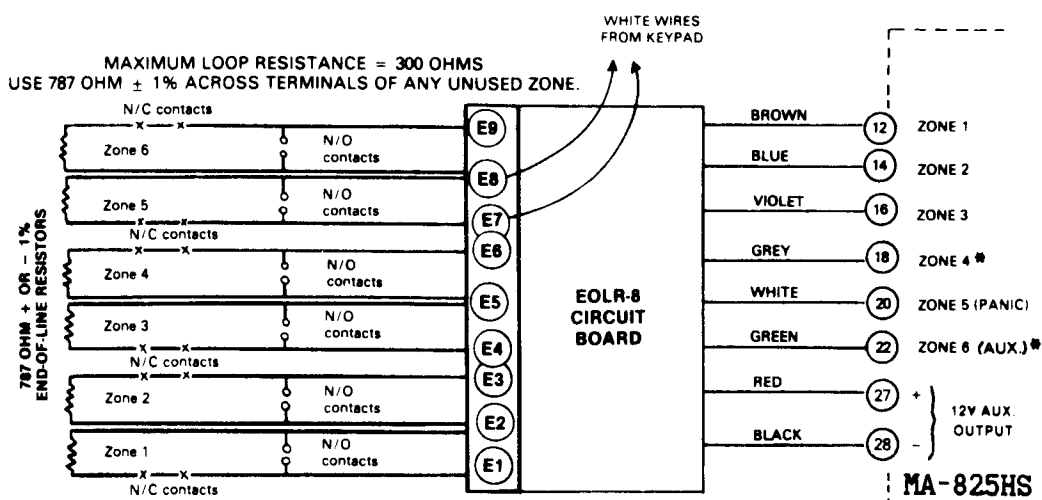 WHITE WIRES
FROM KEYPAD
MAXIMUM LOOP RESISTANCE = 300 OHMS
USE 787 OHM ± 1% ACROSS TERMINALS OF ANY UNUSED ZONE.
787 OHM + OR - 1%
END-OF-LINE RESISTORS
N/C contacts
Zone 6
N/O
contacts
Zone 5
N/O
contacts
N/C contacts
Zone 4
N/O
contacts
Zone 3
N/O
contacts
N/C contacts
Zone 2
N/O
contacts
Zone 1
N/O
contacts
N/C contacts
E9
E8
E7
E6
E5
E4
E3
E2
E1
EOLR-8
CIRCUIT
BOARD
BROWN 12 ZONE 1
BLUE 14 ZONE 2
VIOLET 16 ZONE 3
GREY 18 ZONE 4 *
WHITE 20 ZONE 5 (PANIC)
GREEN 22 ZONE 6 (AUX.) *
RED 27 +
BLACK 28 -
12V AUX.
OUTPUT
MA-825HS